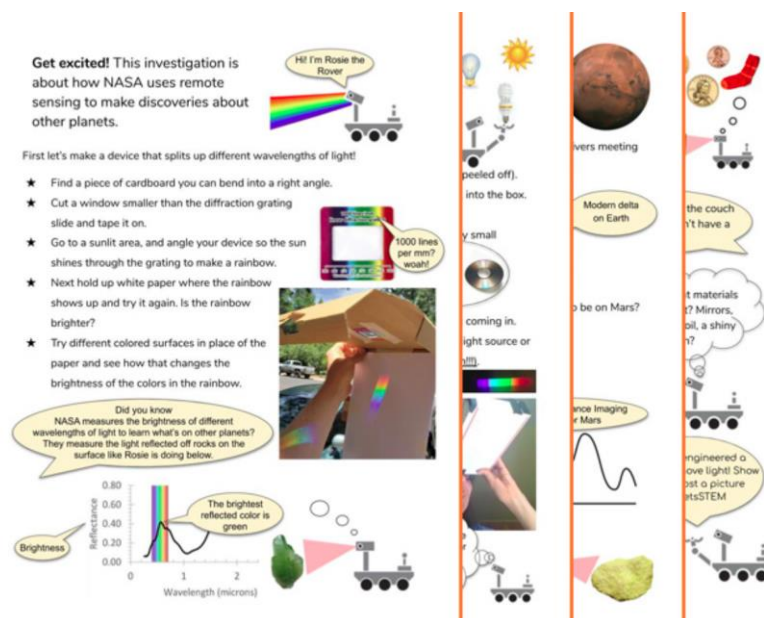 Get excited! This investigation is
about how NASA uses remote
sensing to make discoveries about
other planets.
Hi! I'm Rosie the
Rover
First let's make a device that splits up different wavelengths of light!
★ Find a piece of cardboard you can bend into a right angle.
★ Cut a window smaller than the diffraction grating
slide and tape it on.
★ Go to a sunlit area, and angle your device so the sun
shines through the grating to make a rainbow.
★ Next hold up white paper where the rainbow
shows up and try it again. Is the rainbow
brighter?
★ Try different colored surfaces in place of the
paper and see how that changes the
brightness of the colors in the rainbow.
1000 lines
per mm?
woah!
Did you know
NASA measures the brightness of different
wavelengths of light to learn what's on other planets?
They measure the light reflected off rocks on the
surface like Rosie is doing below.
Brightness
Reflectance
0.80
0.60
0.40
0.20
0.00
0
1
2
Wavelength (microns)
The brightest
reflected color is
green
peeled off).
into the box.
y small
coming in.
ight source or
n!!!).
vers meeting
Modern delta
on Earth
o be on Mars?
ance Imaging
or Mars
the couch
n't have a
t materials
t? Mirrors,
oil, a shiny
n?
engineered a
ove light! Show
ost a picture
etsSTEM